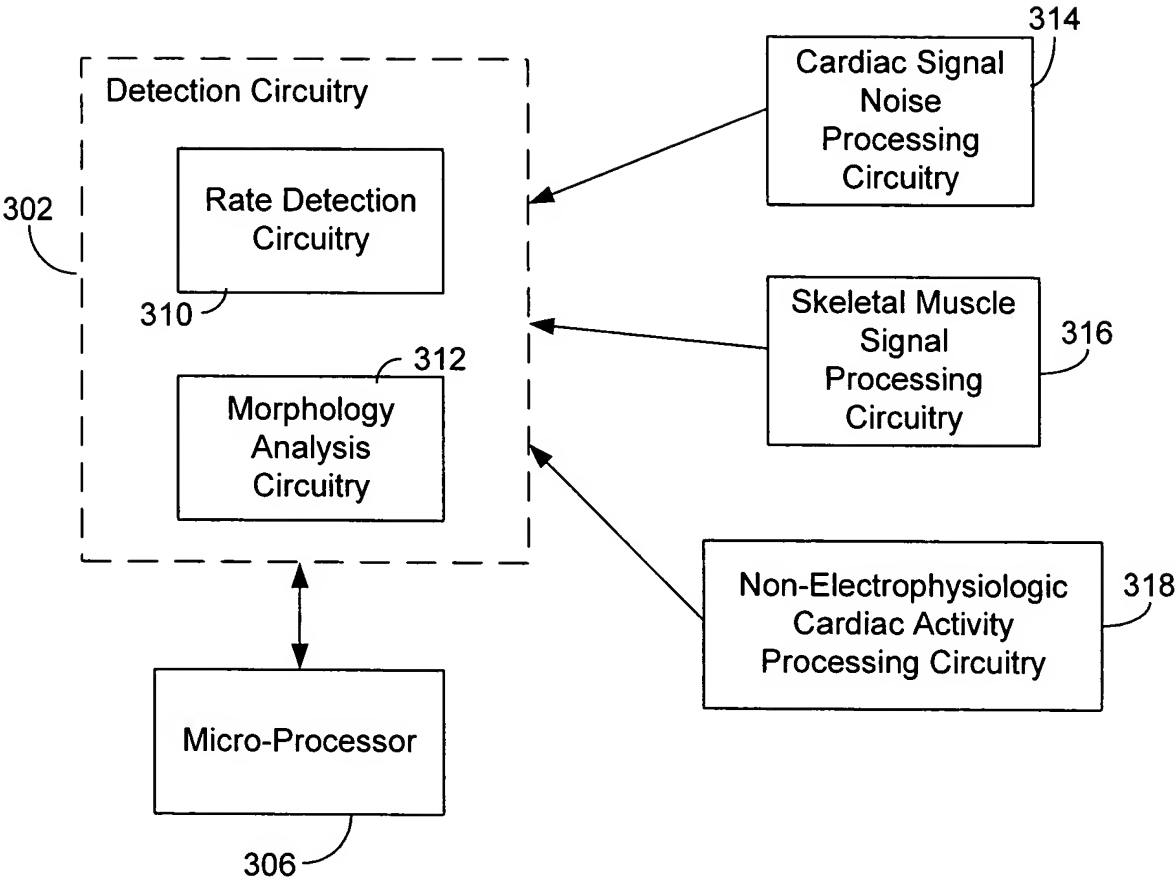 Detection Circuitry
302
Rate Detection
Circuitry
310
312
Morphology
Analysis
Circuitry
Micro-Processor
306
314
Cardiac Signal
Noise
Processing
Circuitry
Skeletal Muscle
Signal
Processing
Circuitry
316
Non-Electrophysiologic
Cardiac Activity
Processing Circuitry
318